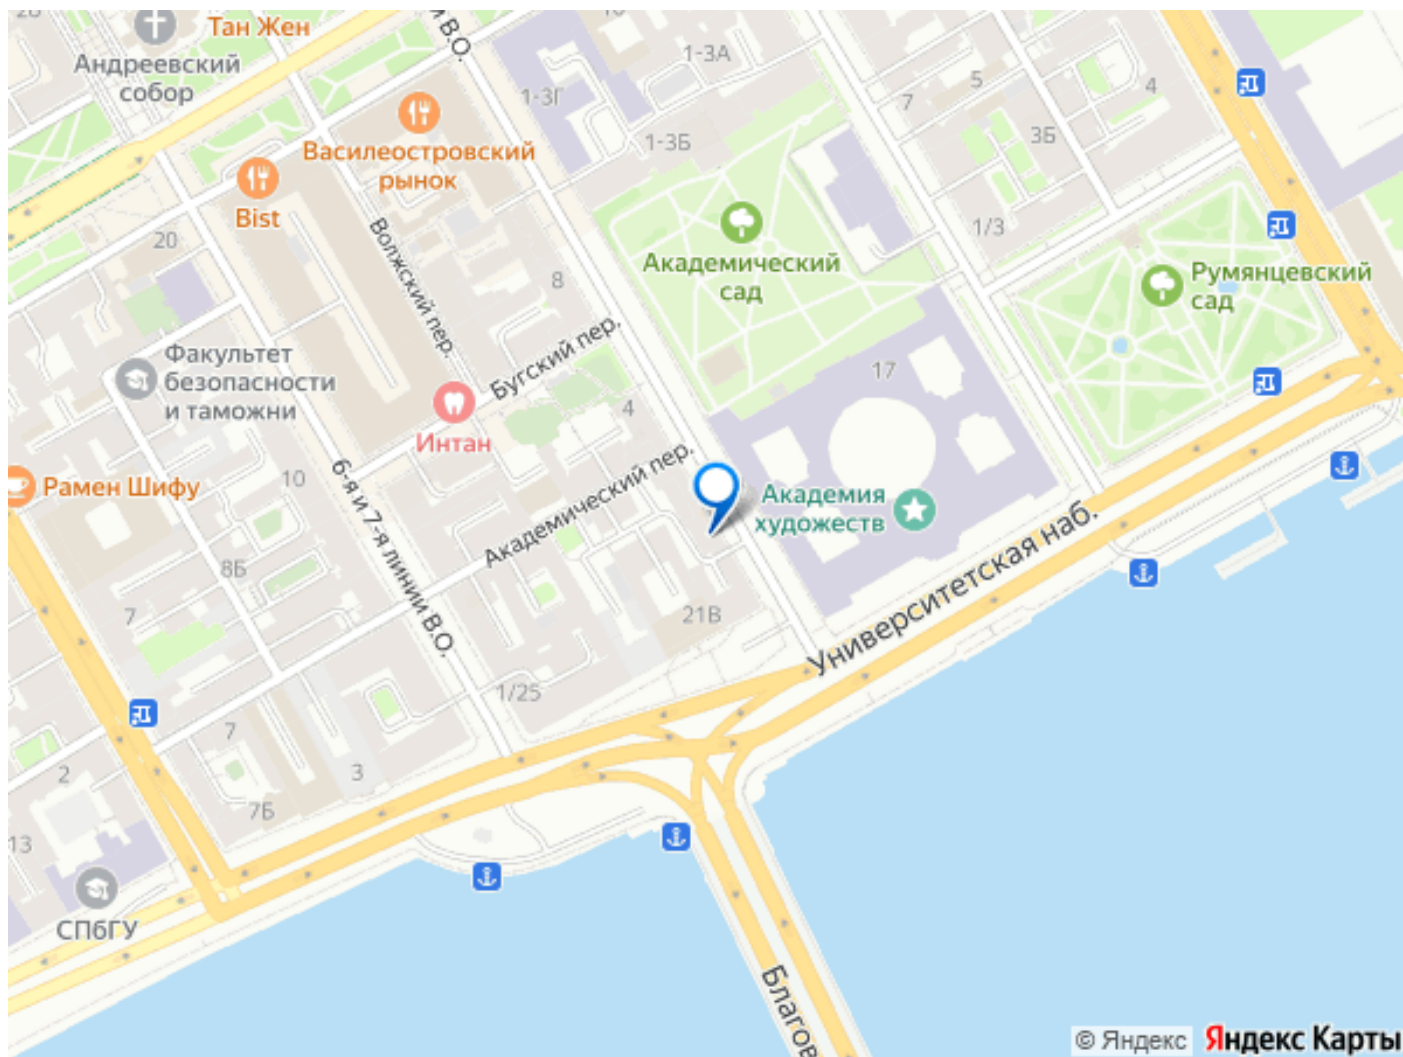 28
Тан Жен
Андреевский
собор
и В.О.
1-3А
1-3Г
1-3Б
5
4
7
3Б
Василеостровский
рынок
Bist
20
Волжский пер.
8
Академический
сад
1/3
Румянцевский
сад
Факультет
безопасности
и таможни
Бугский пер.
17
4
Интан
Академический пер.
Рамен Шифу
10
6-я и 7-я линии В.О.
Академия
художеств
Университетская наб.
8Б
7
21В
1/25
7
2
3
7Б
13
СПбГУ
Благов
© Яндекс
Яндекс Карты